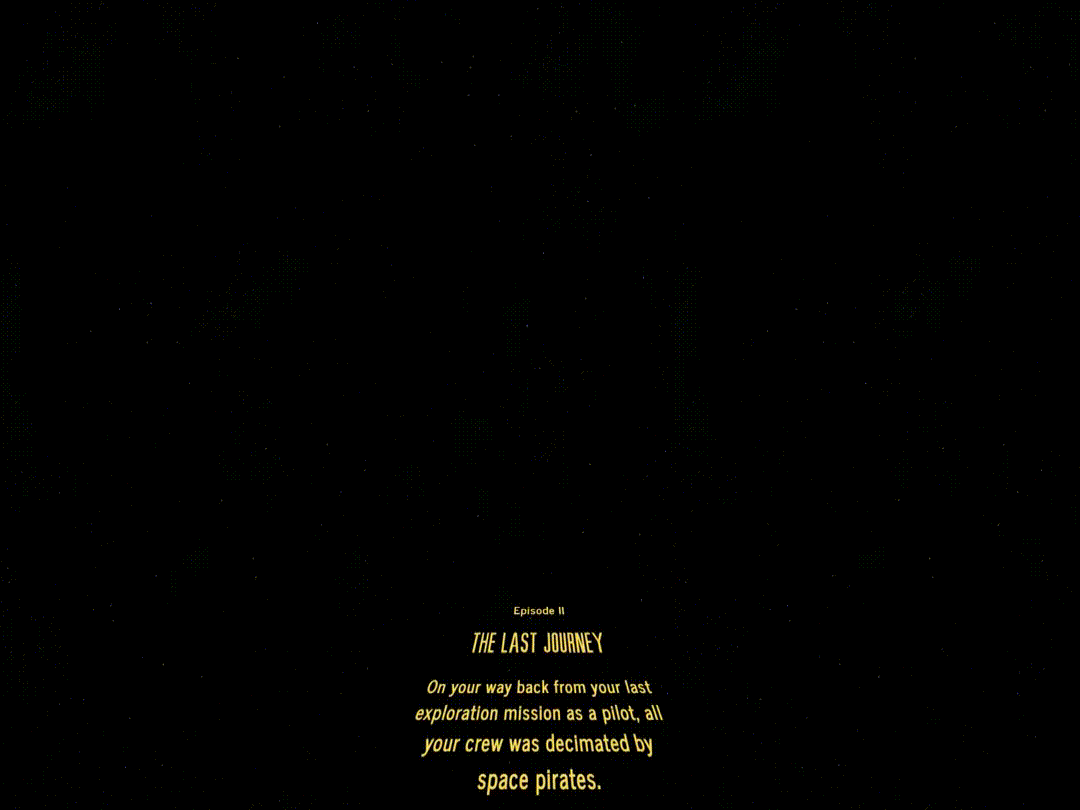 Episode II
THE LAST JOURNEY
On your way back from your last
exploration mission as a pilot, all
your crew was decimated by
space pirates.